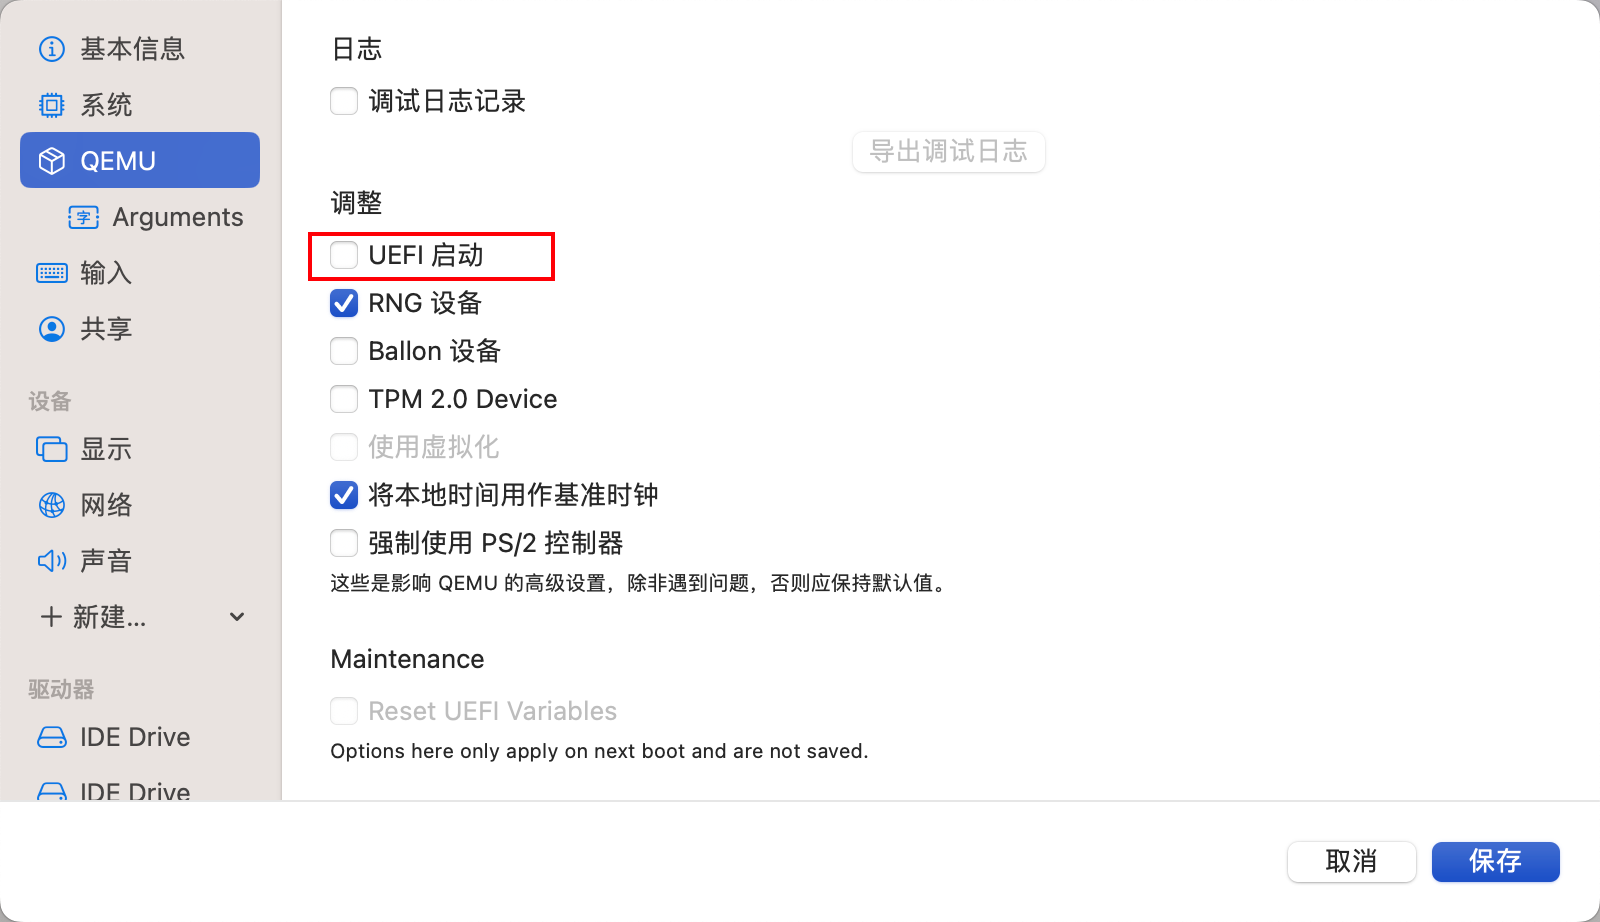 基本信息
系统
QEMU
字
Arguments
输入
共享
设备
显示
网络
声音
新建...
驱动器
IDE Drive
IDE Drive
日志
调试日志记录
导出调试日志
调整
UEFI 启动
RNG 设备
Ballon 设备
TPM 2.0 Device
使用虚拟化
将本地时间用作基准时钟
强制使用 PS/2 控制器
这些是影响 QEMU 的高级设置，除非遇到问题，否则应保持默认值。
Maintenance
Reset UEFI Variables
Options here only apply on next boot and are not saved.
取消
保存